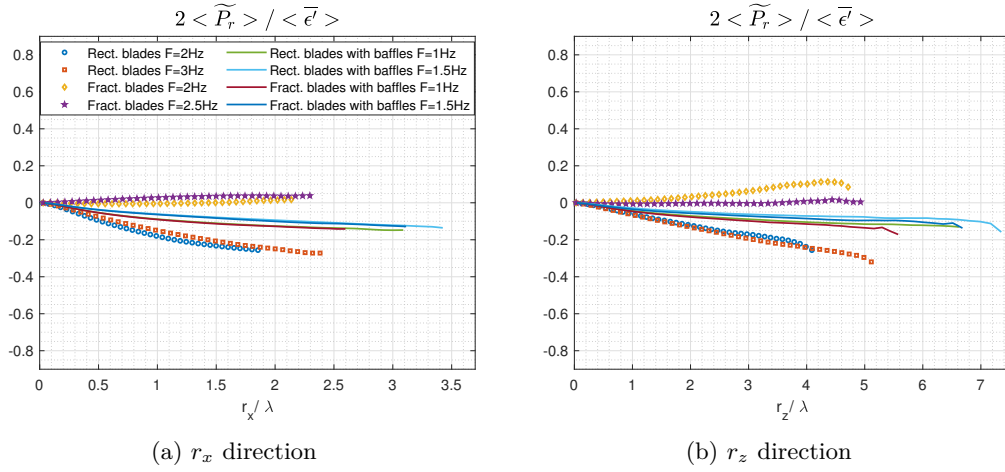 2 < \widetilde{P_r} > / < \overline{ϵ'} >
0.8
0.6
0.4
0.2
0
-0.2
-0.4
-0.6
-0.8
Rect. blades F=2Hz
Rect. blades F=3Hz
Fract. blades F=2Hz
Fract. blades F=2.5Hz
Rect. blades with baffles F=1Hz
Rect. blades with baffles F=1.5Hz
Fract. blades with baffles F=1Hz
Fract. blades with baffles F=1.5Hz
0 0.5 1 1.5 2 2.5 3 3.5
r_x / λ
(a) r_x direction
2 < \widetilde{P_r} > / < \overline{ϵ'} >
0.8
0.6
0.4
0.2
0
-0.2
-0.4
-0.6
-0.8
0 1 2 3 4 5 6 7
r_z / λ
(b) r_z direction